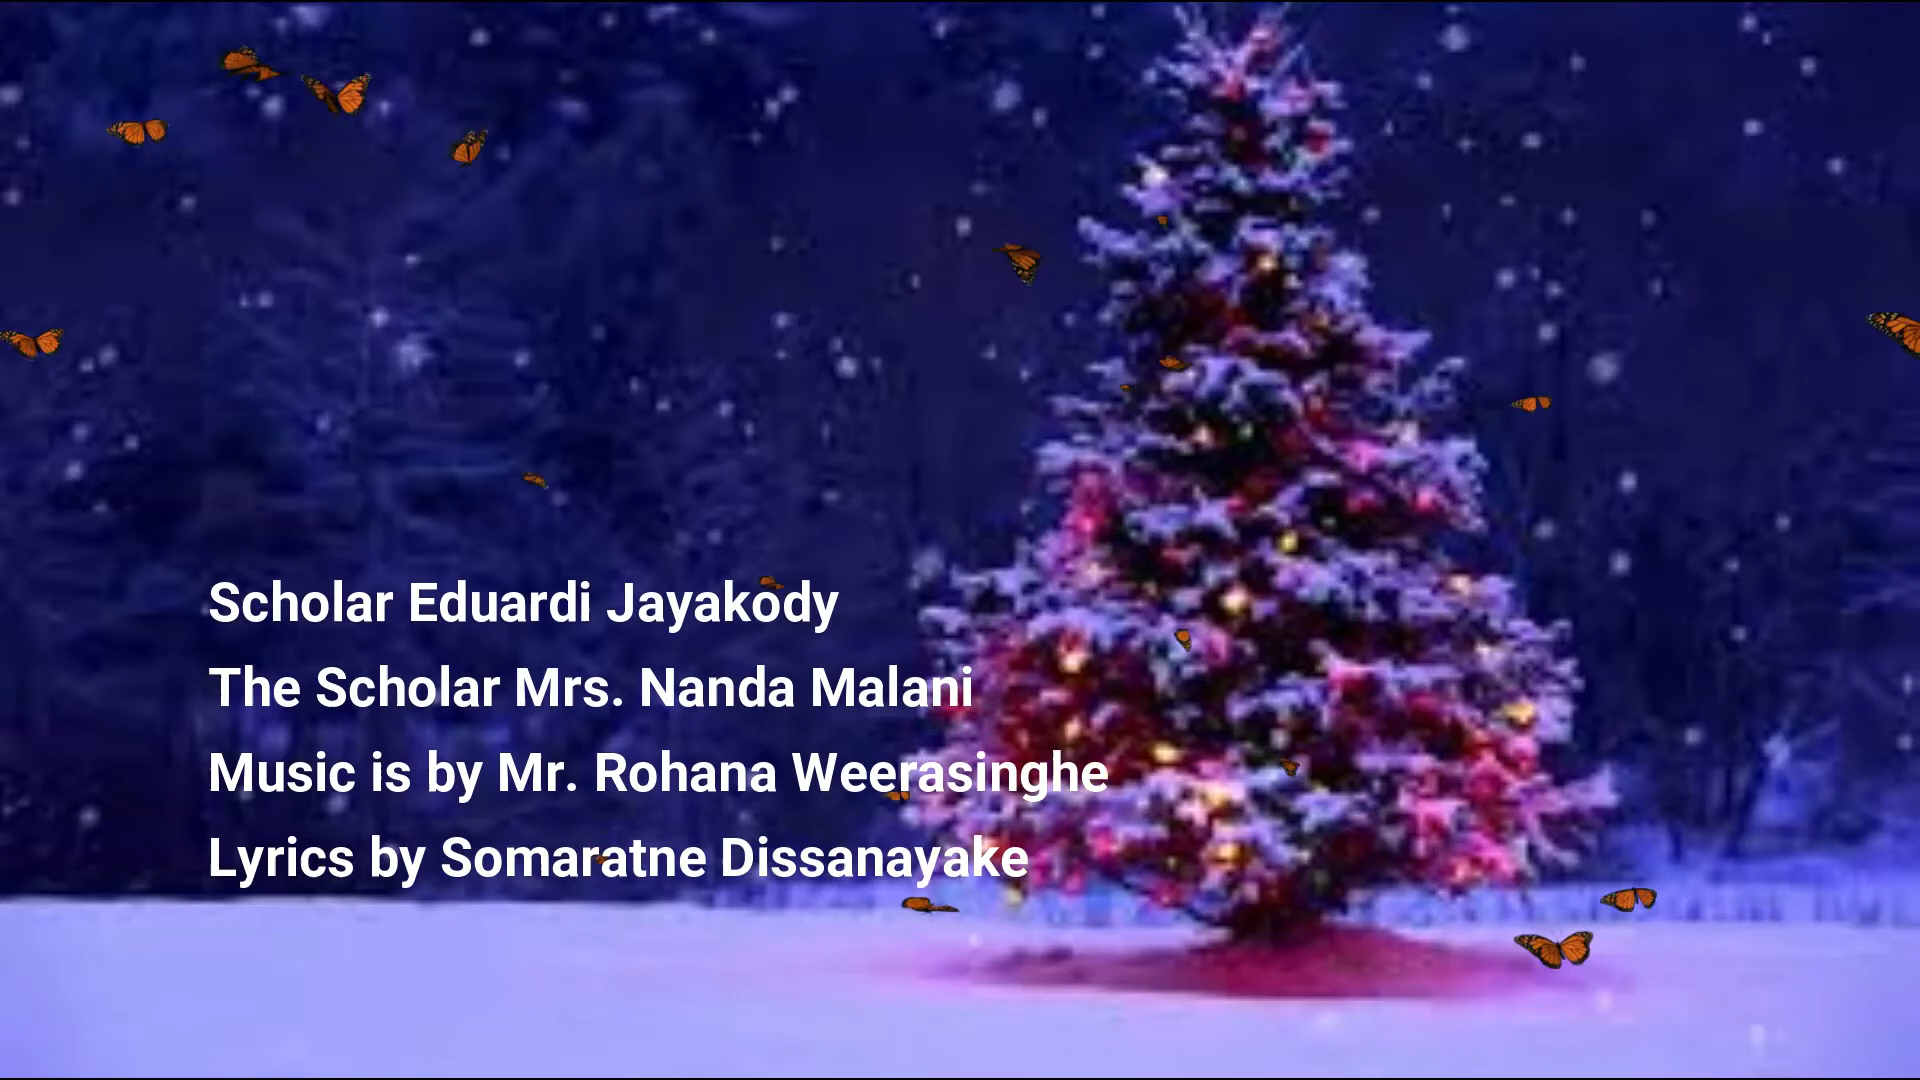 Scholar Eduardi Jayakody
The Scholar Mrs. Nanda Malani
Music is by Mr. Rohana Weerasinghe
Lyrics by Somaratne Dissanayake